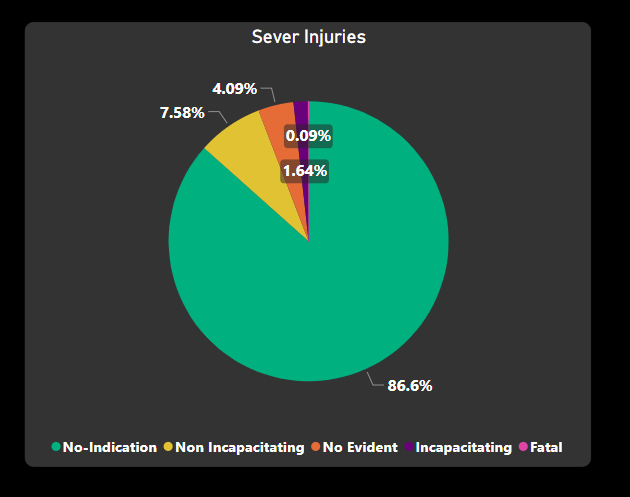 Sever Injuries
4.09%
7.58%
0.09%
1.64%
86.6%
No-Indication Non Incapacitating No Evident Incapacitating Fatal